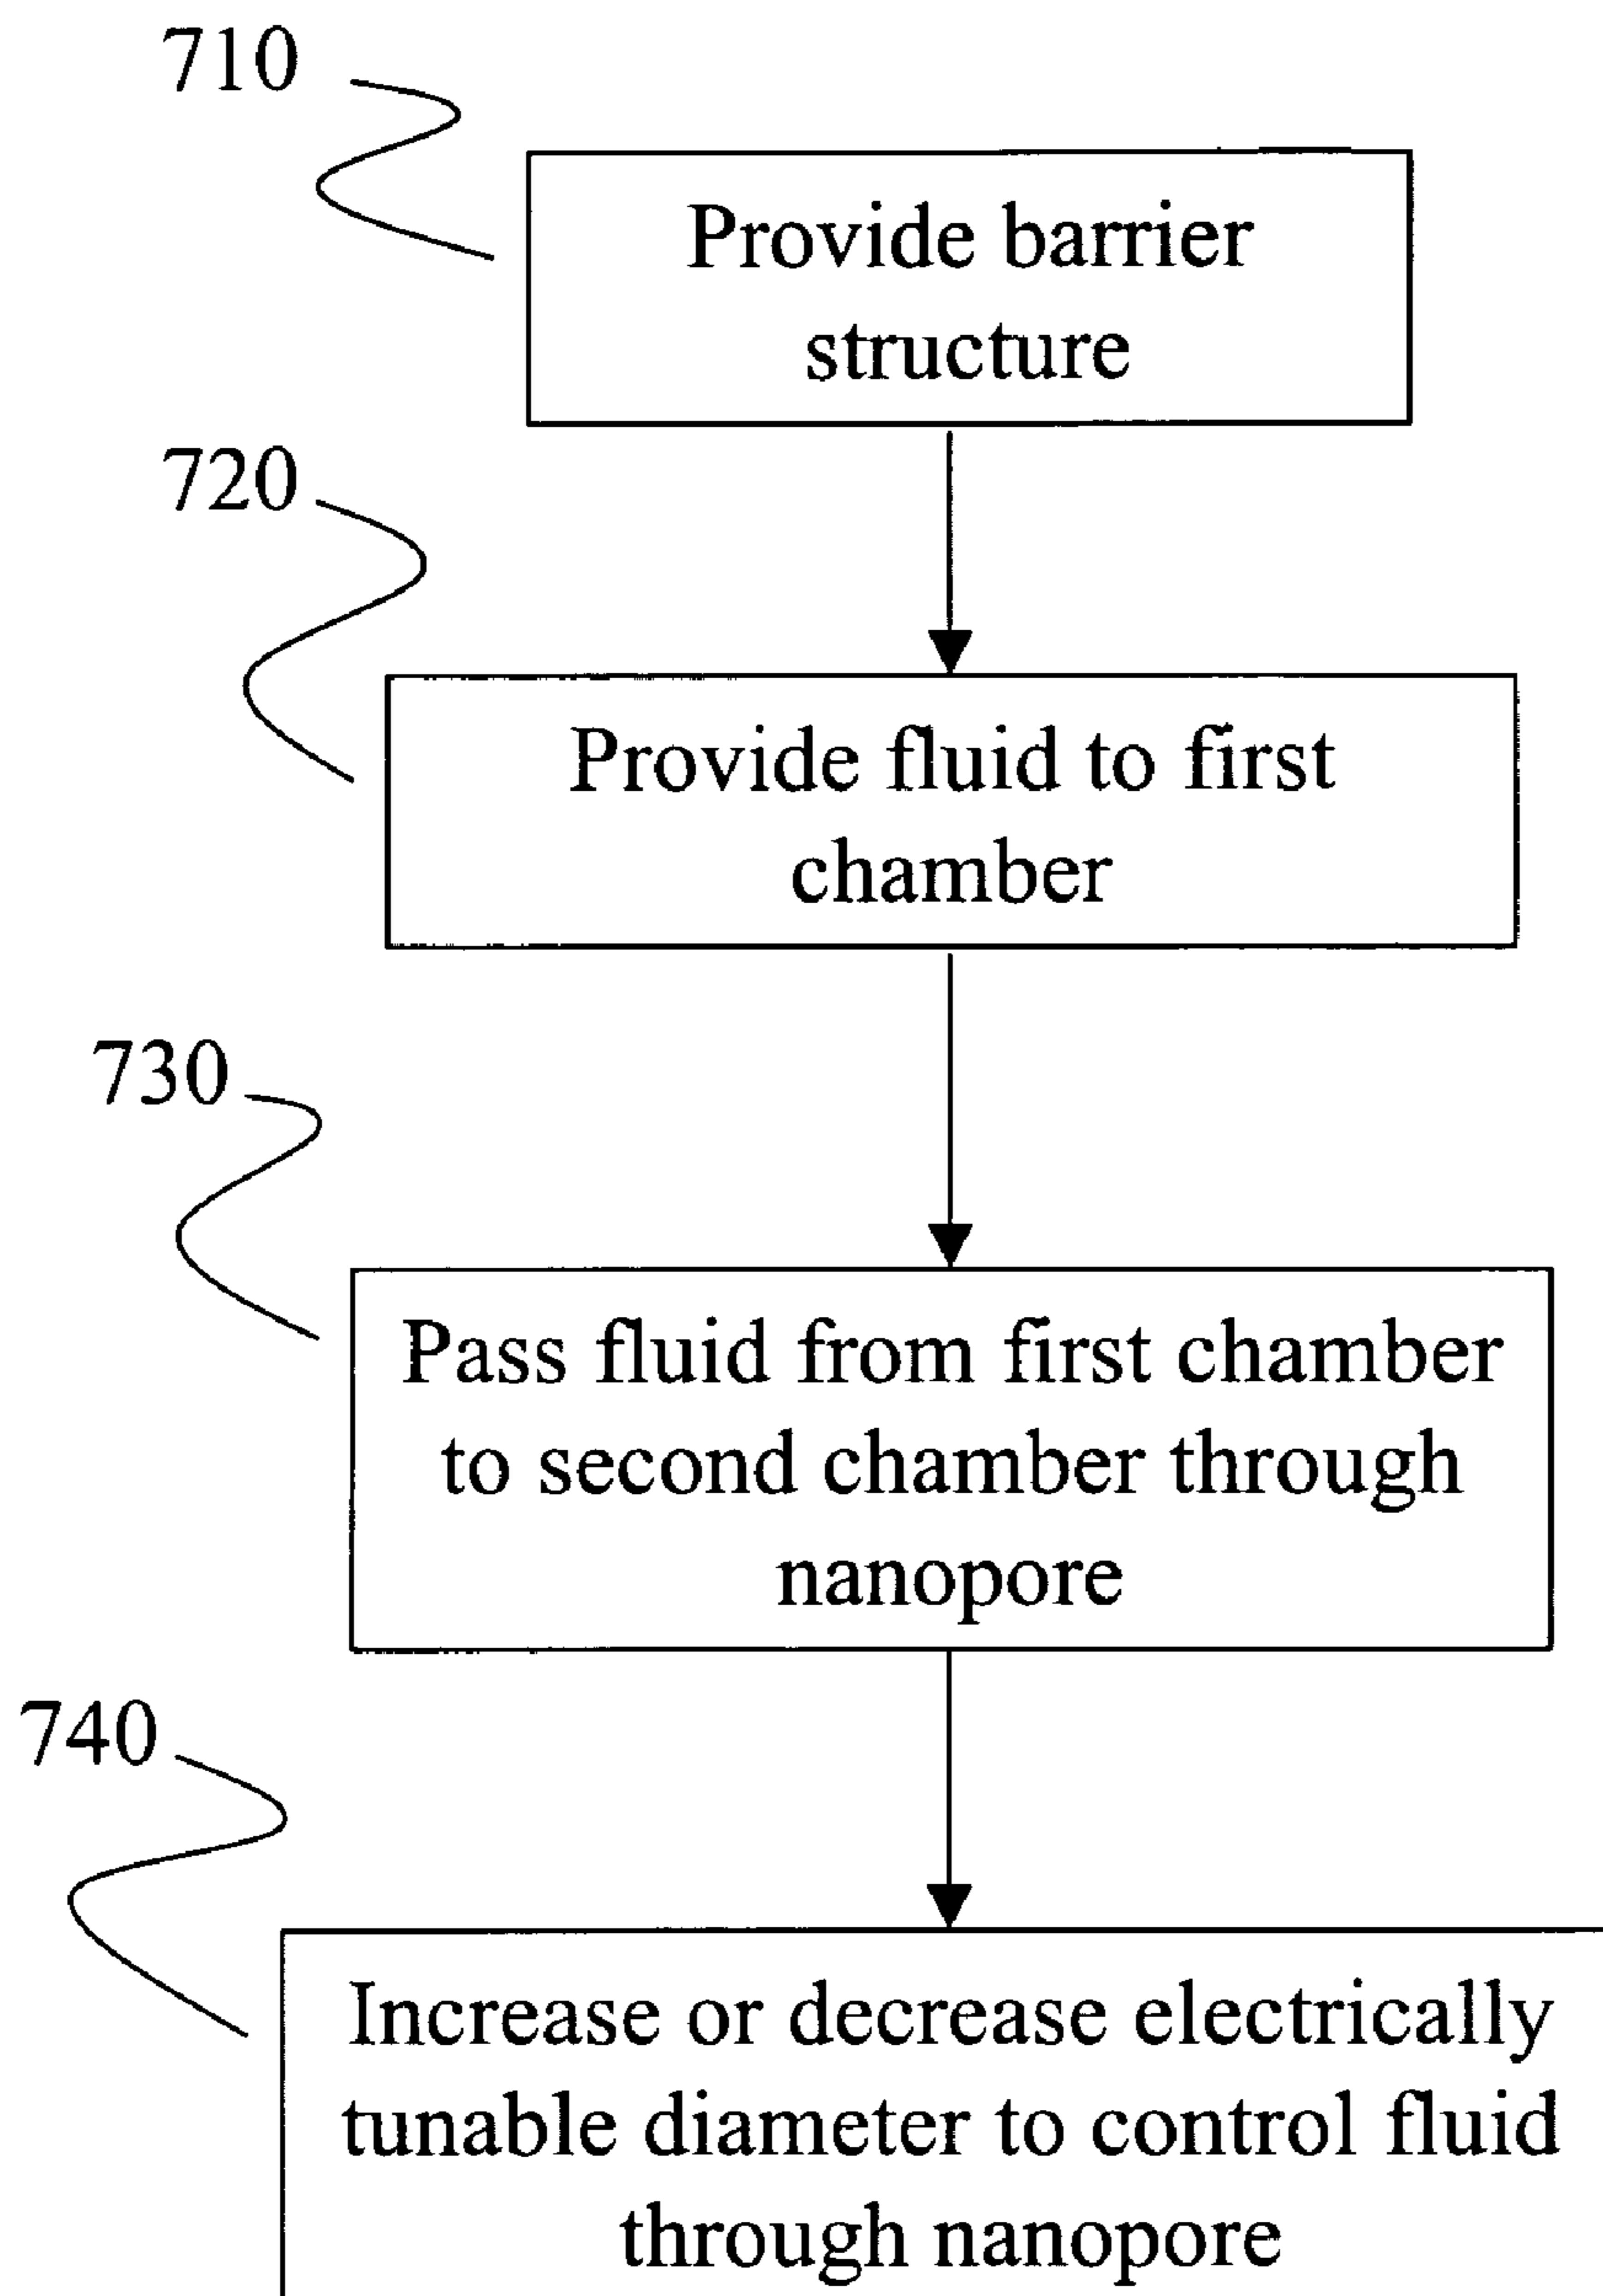 710
Provide barrier
structure
720
Provide fluid to first
chamber
730
Pass fluid from first chamber
to second chamber through
nanopore
740
Increase or decrease electrically
tunable diameter to control fluid
through nanopore